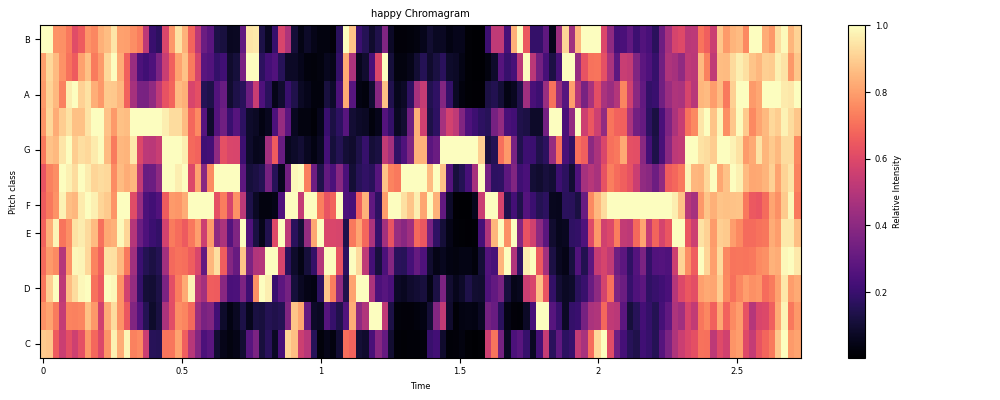 happy Chromagram
B
A
G
F
E
D
C
Pitch class
0
0.5
1
1.5
2
2.5
Time
1.0
0.8
0.6
0.4
0.2
Relative Intensity